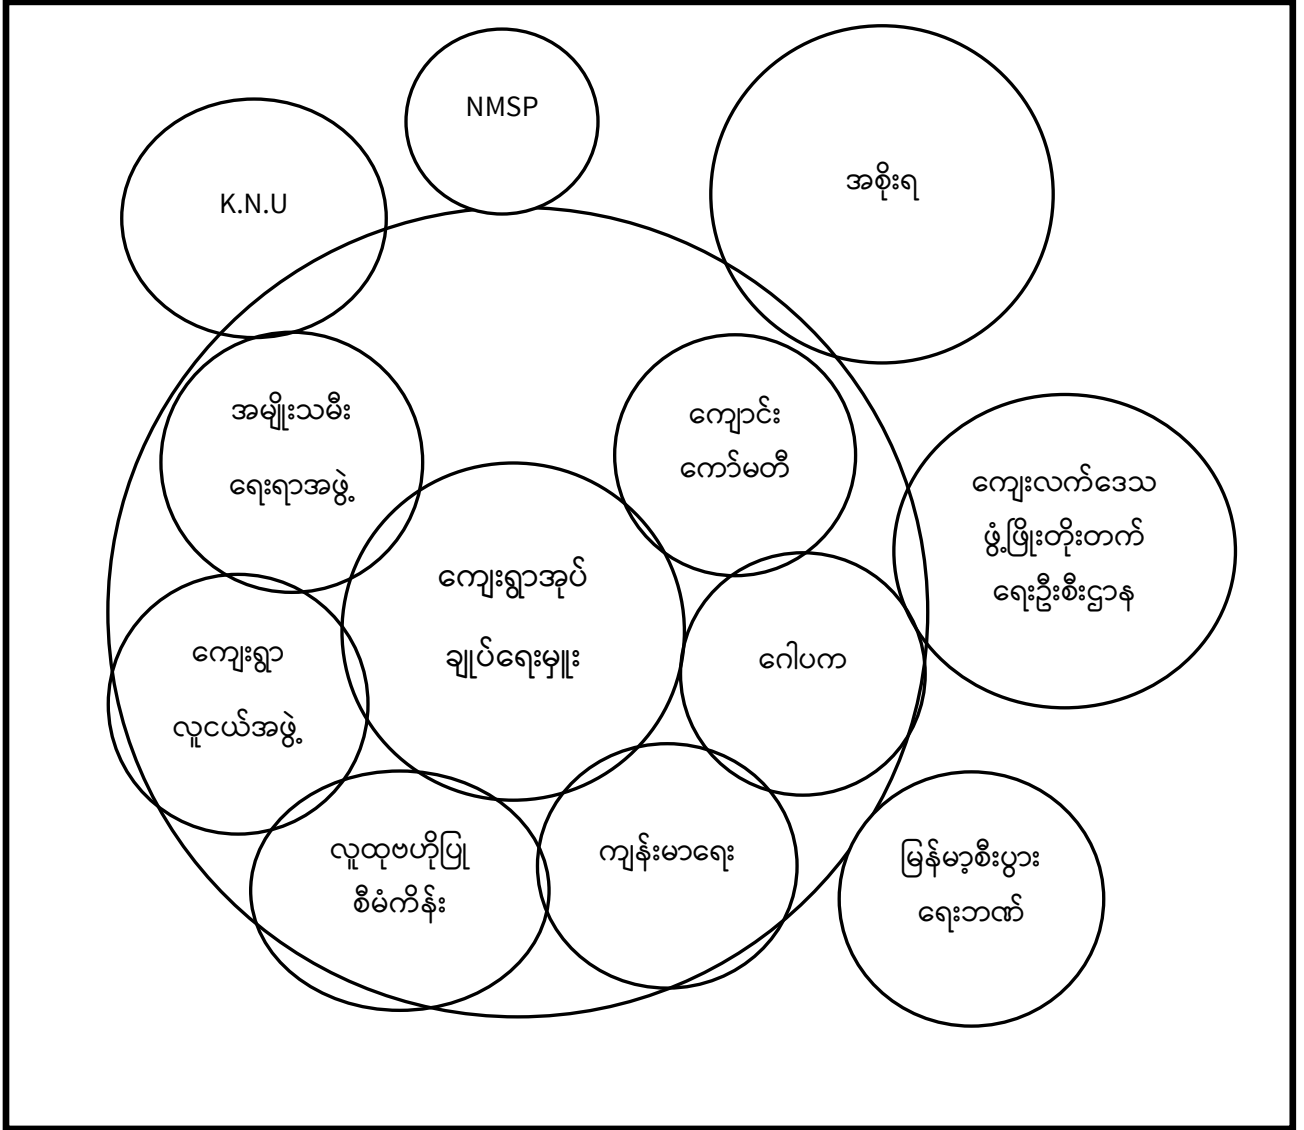 NMSP
K.N.U
အစိုးရ
အမျိုးသမီး
ရေးရာအဖွဲ့
ကျောင်း
ကော်မတီ
ကျေးလက်ဒေသ
ဖွံ့ဖြိုးတိုးတက်
ရေးဦးစီးဌာန
ကျေးရွာအုပ်
ချုပ်ရေးမှူး
ကျေးရွာ
လူငယ်အဖွဲ့
ဂေါပက
လူထုဗဟိုပြု
စီမံကိန်း
ကျန်းမာရေး
မြန်မာ့စီးပွား
ရေးဘဏ်